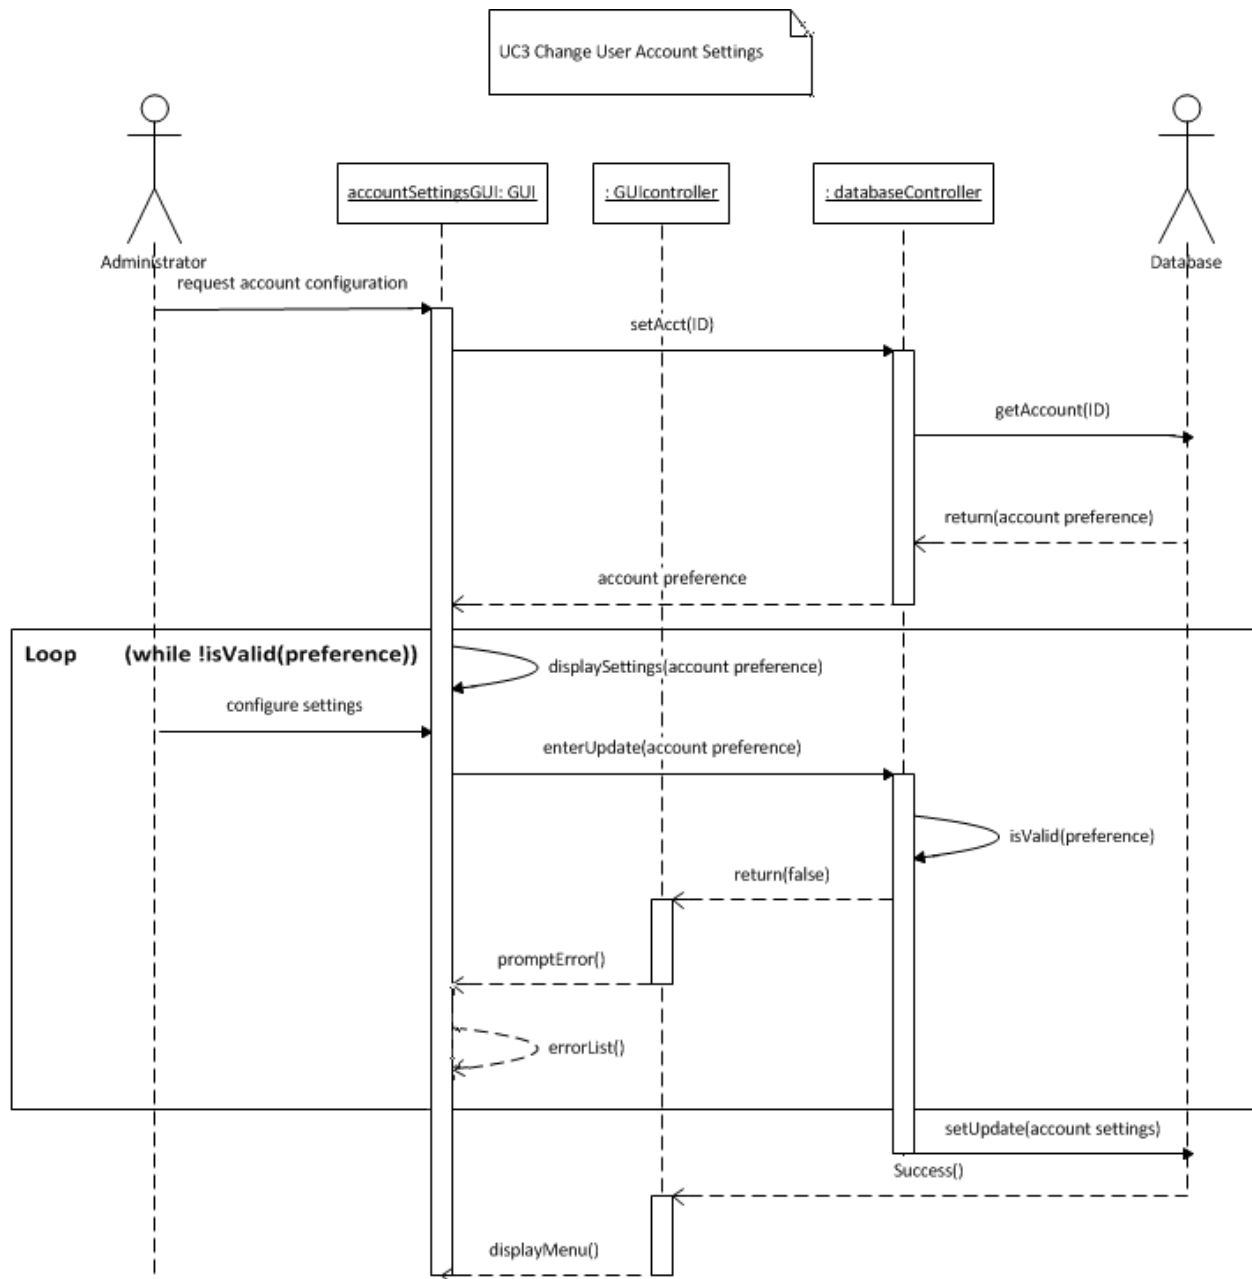 UC3 Change User Account Settings
accountSettingsGUI: GUI
: GUIcontroller
: databaseController
Administrator
Database
request account configuration
setAcct(ID)
getAccount(ID)
return(account preference)
account preference
Loop (while !isValid(preference))
displaySettings(account preference)
configure settings
enterUpdate(account preference)
isValid(preference)
return(false)
promptError()
errorList()
setUpdate(account settings)
Success()
displayMenu()